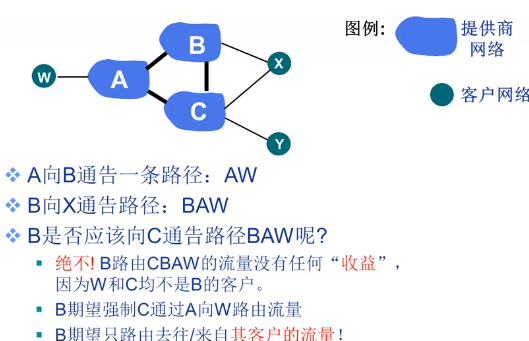 图例:
提供商
网络
B
X
W
A
C
客户网络
Y
❖ A向B通告一条路径：AW
❖ B向X通告路径：BAW
❖ B是否应该向C通告路径BAW呢?
▪ 绝不! B路由CBAW的流量没有任何“收益”，
因为W和C均不是B的客户。
▪ B期望强制C通过A向W路由流量
▪ B期望只路由去往/来自其客户的流量!